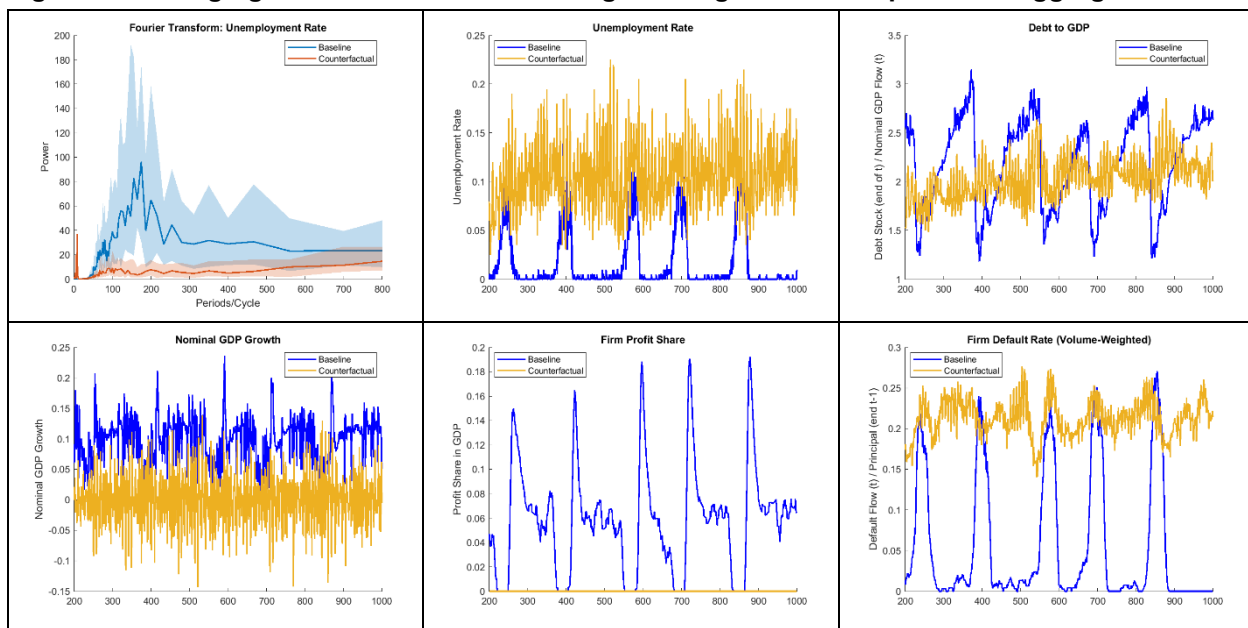 Fourier Transform: Unemployment Rate
200
180
160
140
120
100
80
60
40
20
0
Power
Baseline
Counterfactual
0 100 200 300 400 500 600 700 800
Periods/Cycle
Unemployment Rate
0.25
0.2
0.15
0.1
0.05
0
Unemployment Rate
Baseline
Counterfactual
200 300 400 500 600 700 800 900 1000
Debt to GDP
3.5
3
2.5
2
1.5
1
Debt Stock (end of t) / Nominal GDP Flow (t)
Baseline
Counterfactual
200 300 400 500 600 700 800 900 1000
Nominal GDP Growth
0.25
0.2
0.15
0.1
0.05
0
-0.05
-0.1
-0.15
Nominal GDP Growth
Baseline
Counterfactual
200 300 400 500 600 700 800 900 1000
Firm Profit Share
0.2
0.18
0.16
0.14
0.12
0.1
0.08
0.06
0.04
0.02
0
Profit Share in GDP
Baseline
Counterfactual
200 300 400 500 600 700 800 900 1000
Firm Default Rate (Volume-Weighted)
0.3
0.25
0.2
0.15
0.1
0.05
0
Default Flow (t) / Principal (end t-1)
Baseline
Counterfactual
200 300 400 500 600 700 800 900 1000